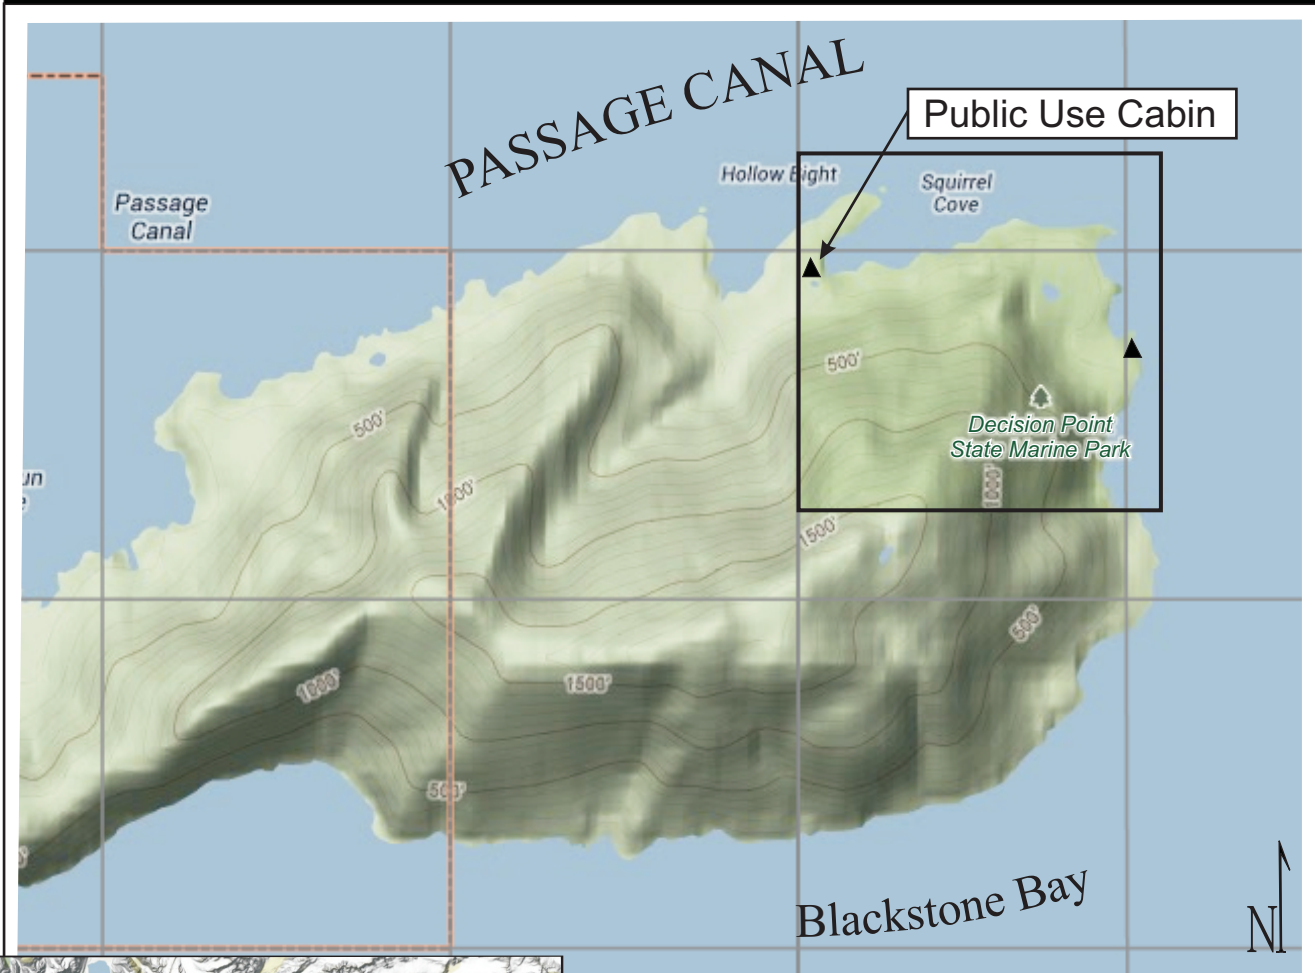 PASSAGE CANAL
Public Use Cabin
Hollow Bight
Squirrel
Cove
Passage
Canal
500'
500'
Decision Point
State Marine Park
1000'
1000'
1500'
500'
1000'
1500'
500'
Blackstone Bay
N